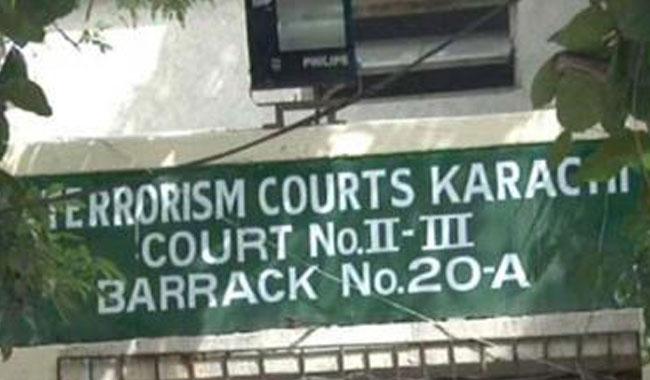 PHILIPS
TERRORISM COURTS KARACHI
COURT No.II-III
BARRACK No.20-A